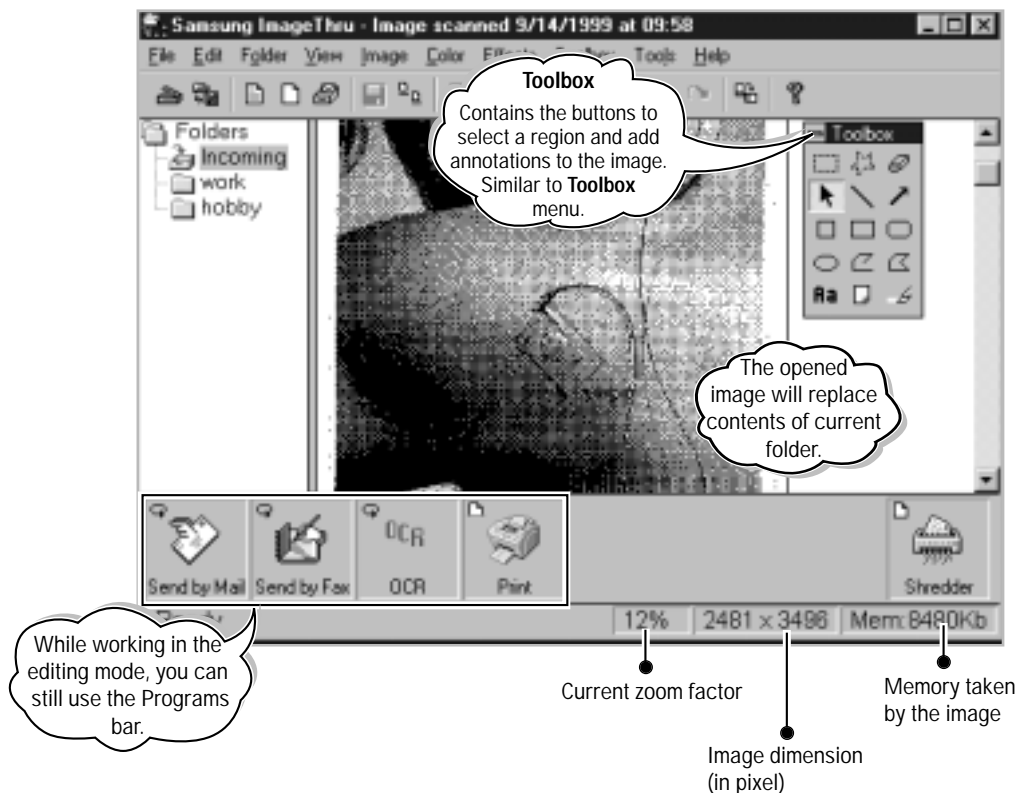 Samsung ImageThru - Image scanned 9/14/1999 at 09:58
File Edit Folder View Image Color Tools Help
Toolbox
Contains the buttons to
select a region and add
annotations to the image.
Similar to Toolbox
menu.
Folders
Incoming
work
hobby
Toolbox
Aa
The opened
image will replace
contents of current
folder.
OCR
Send by Mail Send by Fax OCR Print Shredder
12% 2481 x 3496 Mem:8480Kb
While working in the
editing mode, you can
still use the Programs
bar.
Current zoom factor
Memory taken
by the image
Image dimension
(in pixel)